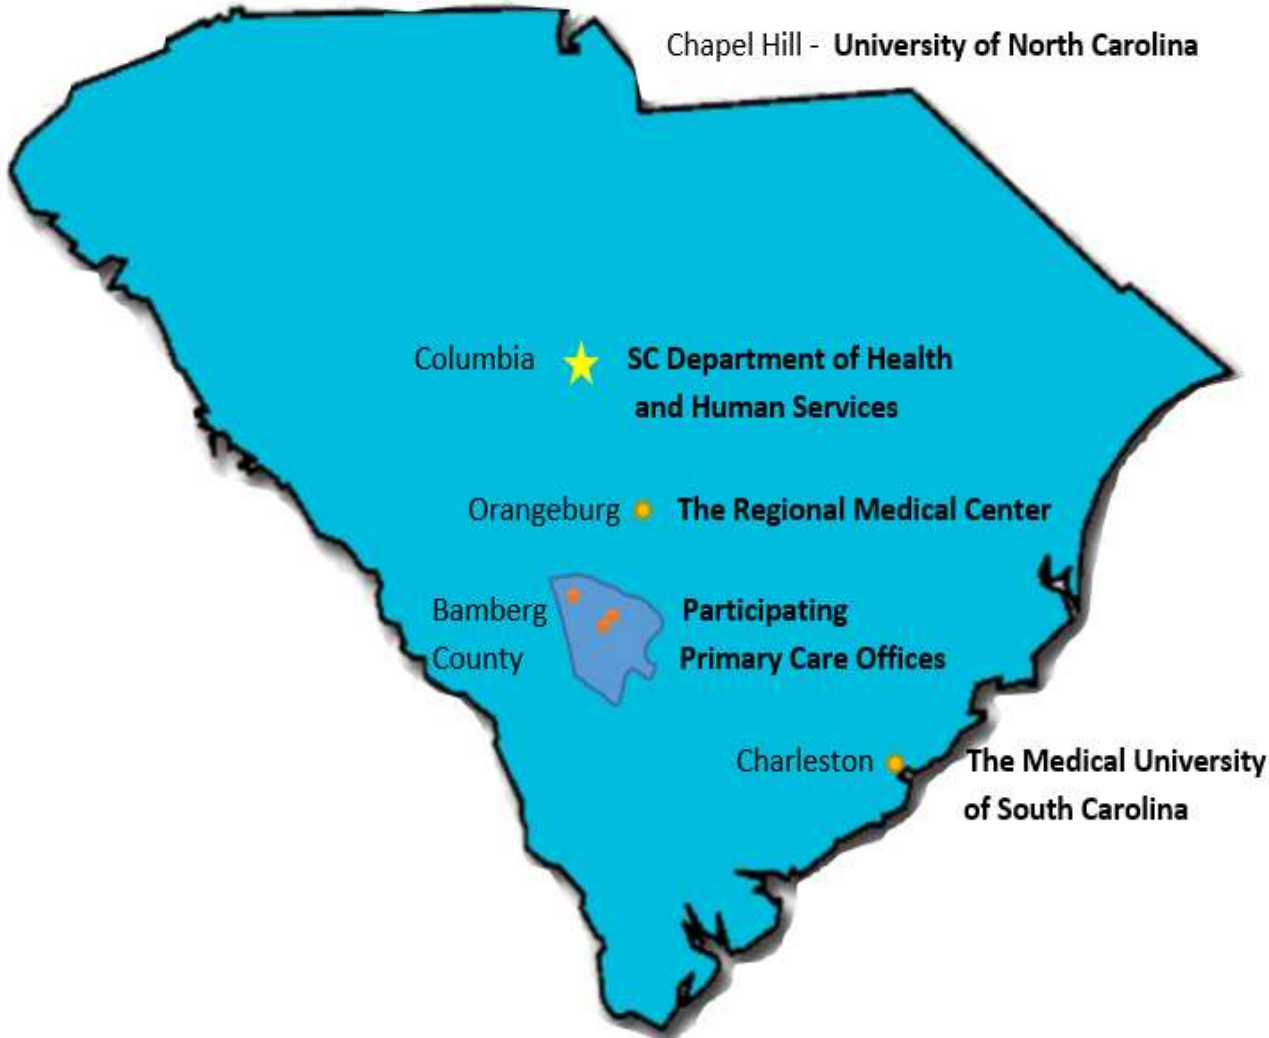 Chapel Hill - University of North Carolina
Columbia SC Department of Health
and Human Services
Orangeburg The Regional Medical Center
Bamberg Participating
County Primary Care Offices
Charleston The Medical University
of South Carolina